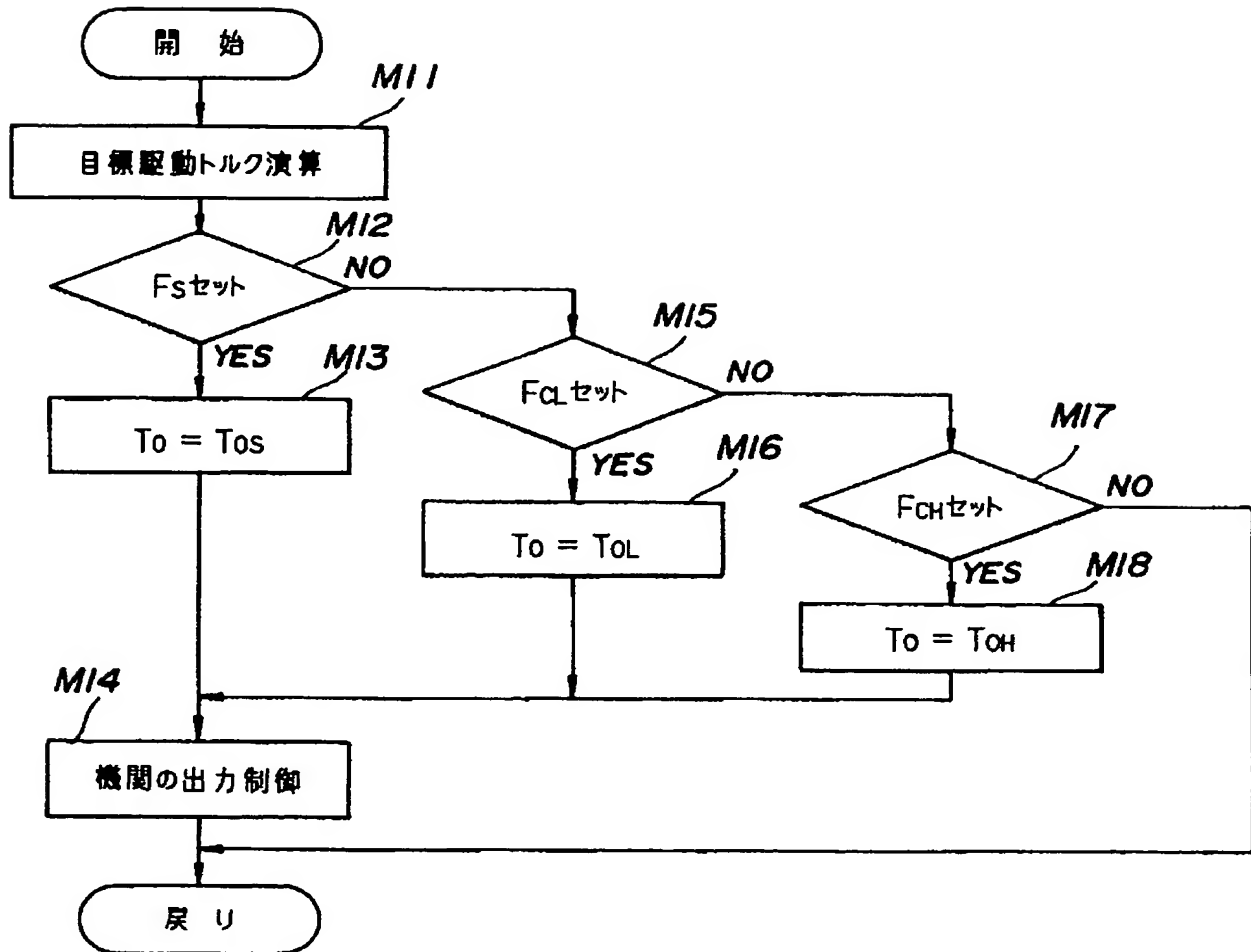 開始
M11
目標駆動トルク演算
M12
FSセット
NO
YES
M13
TO = TOS
M15
FCLセット
NO
YES
M16
TO = TOL
M17
FCHセット
NO
YES
M18
TO = TOH
M14
機関の出力制御
戻り